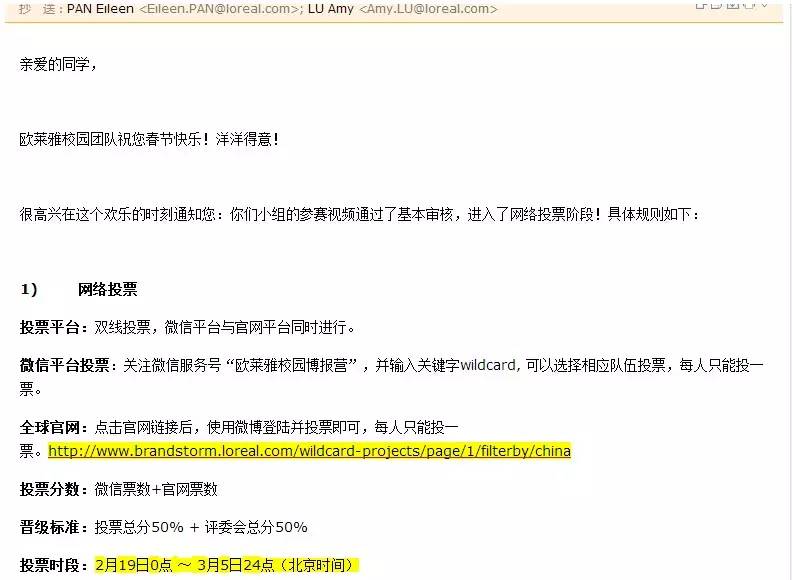 抄 送：PAN Eileen <Eileen.PAN@loreal.com>; LU Amy <Amy.LU@loreal.com>
亲爱的同学，
欧莱雅校园团队祝您春节快乐！洋洋得意！
很高兴在这个欢乐的时刻通知您：你们小组的参赛视频通过了基本审核，进入了网络投票阶段！具体规则如下：
1) 网络投票
投票平台：双线投票，微信平台与官网平台同时进行。
微信平台投票：关注微信服务号“欧莱雅校园博报营”，并输入关键字wildcard, 可以选择相应队伍投票，每人只能投一
票。
全球官网：点击官网链接后，使用微博登陆并投票即可，每人只能投一
票。http://www.brandstorm.loreal.com/wildcard-projects/page/1/filterby/china
投票分数：微信票数+官网票数
晋级标准：投票总分50% + 评委会总分50%
投票时段：2月19日0点 ～ 3月5日24点（北京时间）